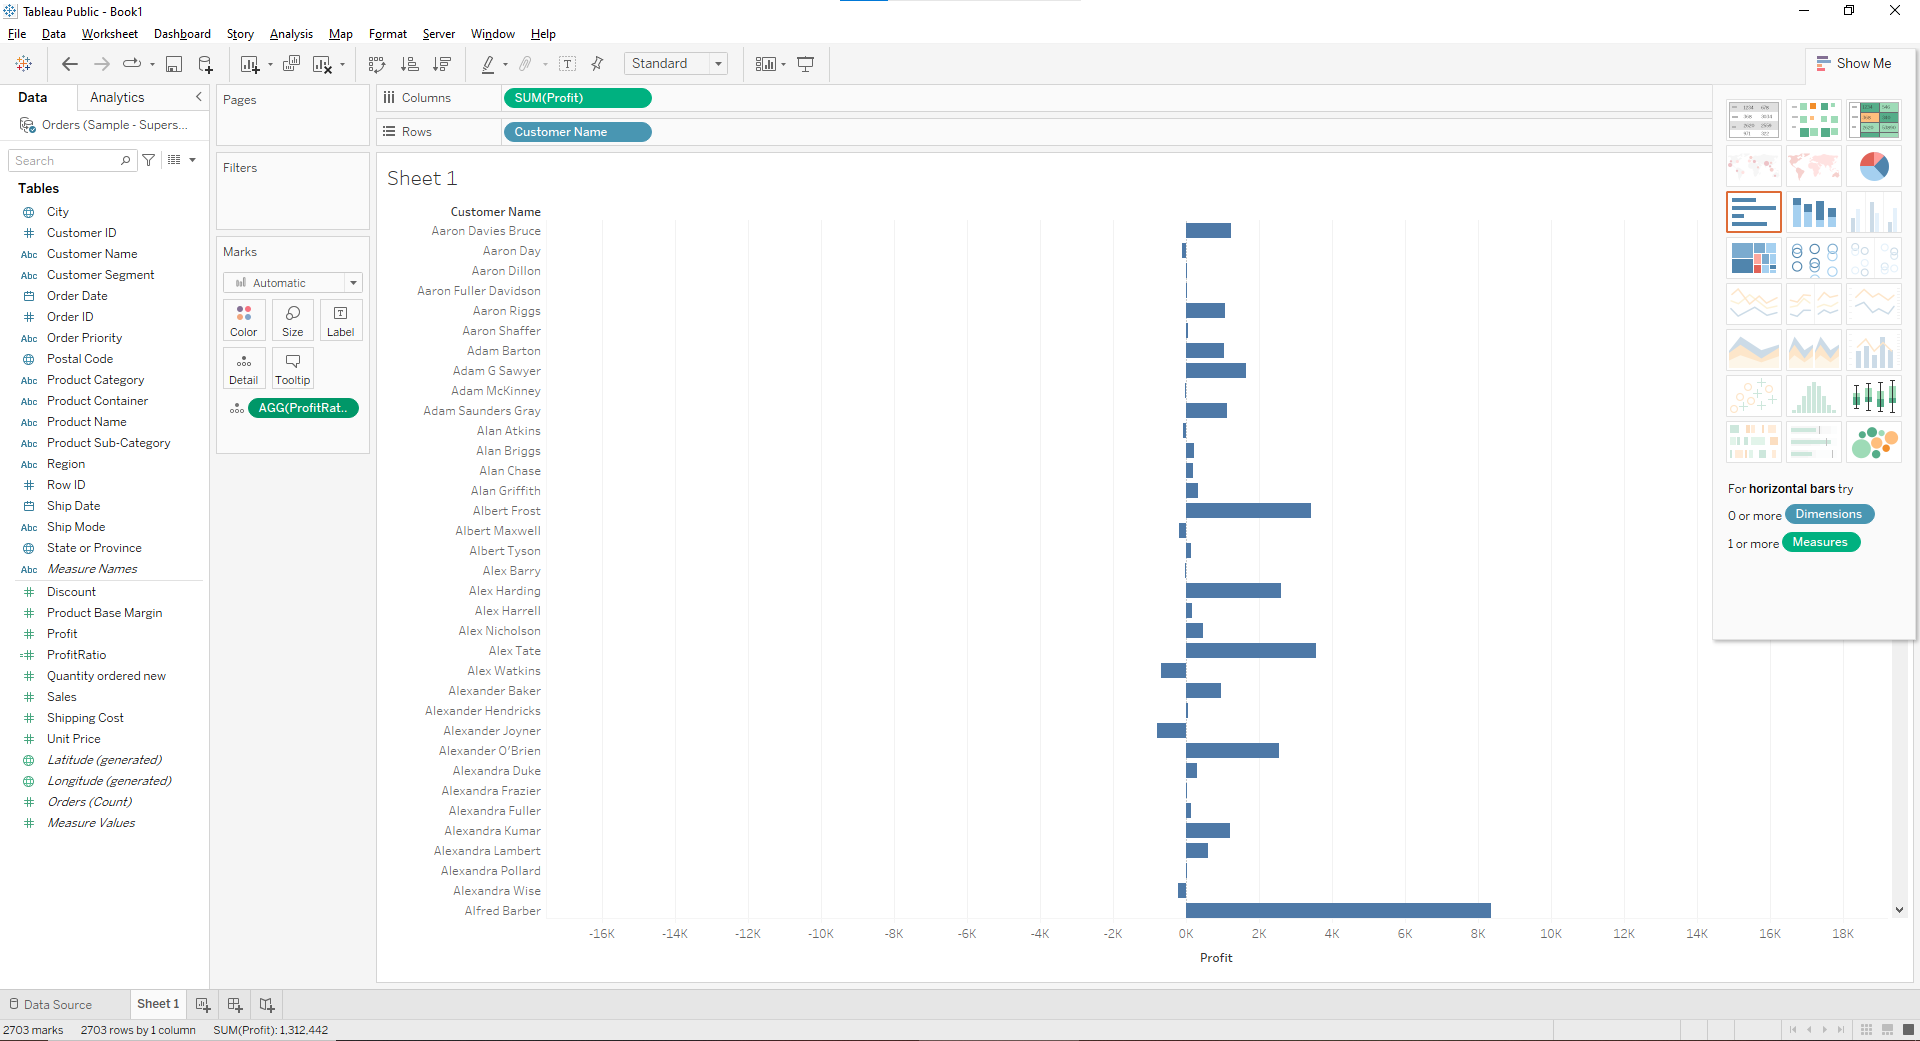 Tableau Public - Book1
File Data Worksheet Dashboard Story Analysis Map Format Server Window Help
Standard
Show Me
Data Analytics
Orders (Sample - Supers...
Search
Tables
City
Customer ID
Customer Name
Customer Segment
Order Date
Order ID
Order Priority
Postal Code
Product Category
Product Container
Product Name
Product Sub-Category
Region
Row ID
Ship Date
Ship Mode
State or Province
Measure Names
Discount
Product Base Margin
Profit
ProfitRatio
Quantity ordered new
Sales
Shipping Cost
Unit Price
Latitude (generated)
Longitude (generated)
Orders (Count)
Measure Values
Pages
Filters
Marks
Automatic
Color Size Label
Detail Tooltip
AGG(ProfitRat..
Columns SUM(Profit)
Rows Customer Name
Sheet 1
Customer Name
Aaron Davies Bruce
Aaron Day
Aaron Dillon
Aaron Fuller Davidson
Aaron Riggs
Aaron Shaffer
Adam Barton
Adam G Sawyer
Adam McKinney
Adam Saunders Gray
Alan Atkins
Alan Briggs
Alan Chase
Alan Griffith
Albert Frost
Albert Maxwell
Albert Tyson
Alex Barry
Alex Harding
Alex Harrell
Alex Nicholson
Alex Tate
Alex Watkins
Alexander Baker
Alexander Hendricks
Alexander Joyner
Alexander O'Brien
Alexandra Duke
Alexandra Frazier
Alexandra Fuller
Alexandra Kumar
Alexandra Lambert
Alexandra Pollard
Alexandra Wise
Alfred Barber
-16K -14K -12K -10K -8K -6K -4K -2K 0K 2K 4K 6K 8K 10K 12K 14K 16K 18K
Profit
For horizontal bars try
0 or more Dimensions
1 or more Measures
Data Source Sheet 1
2703 marks 2703 rows by 1 column SUM(Profit): 1,312,442